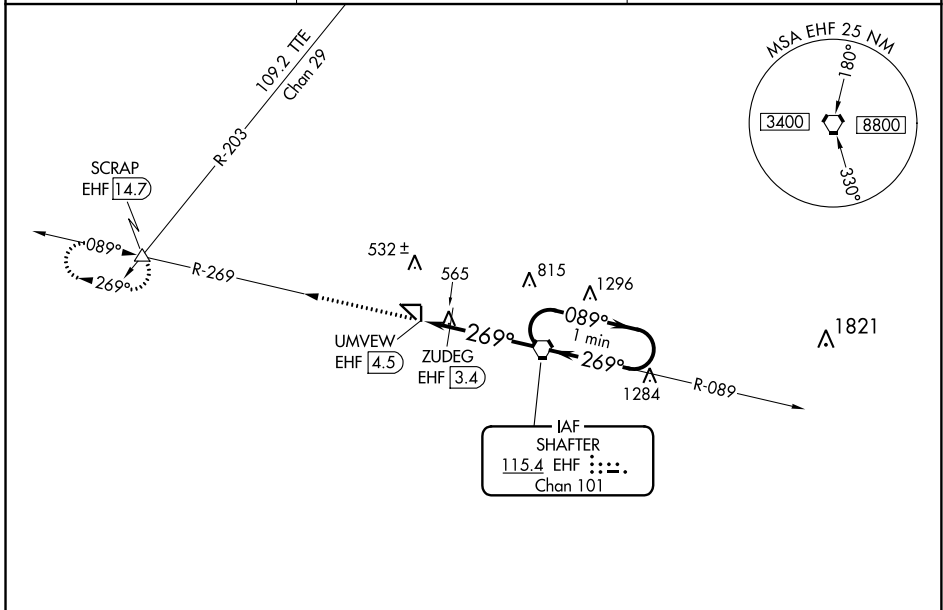 MSA EHF 25 NM
180°
3400
8800
330°
109.2 TTE
Chan 29
R-203
SCRAP
EHF 14.7
089°
269°
R-269
532 ±
565
815
1296
1821
UMVEW
EHF 4.5
ZUDEG
EHF 3.4
269°
089°
1 min
269°
1284
R-089
IAF
SHAFTER
115.4 EHF
Chan 101